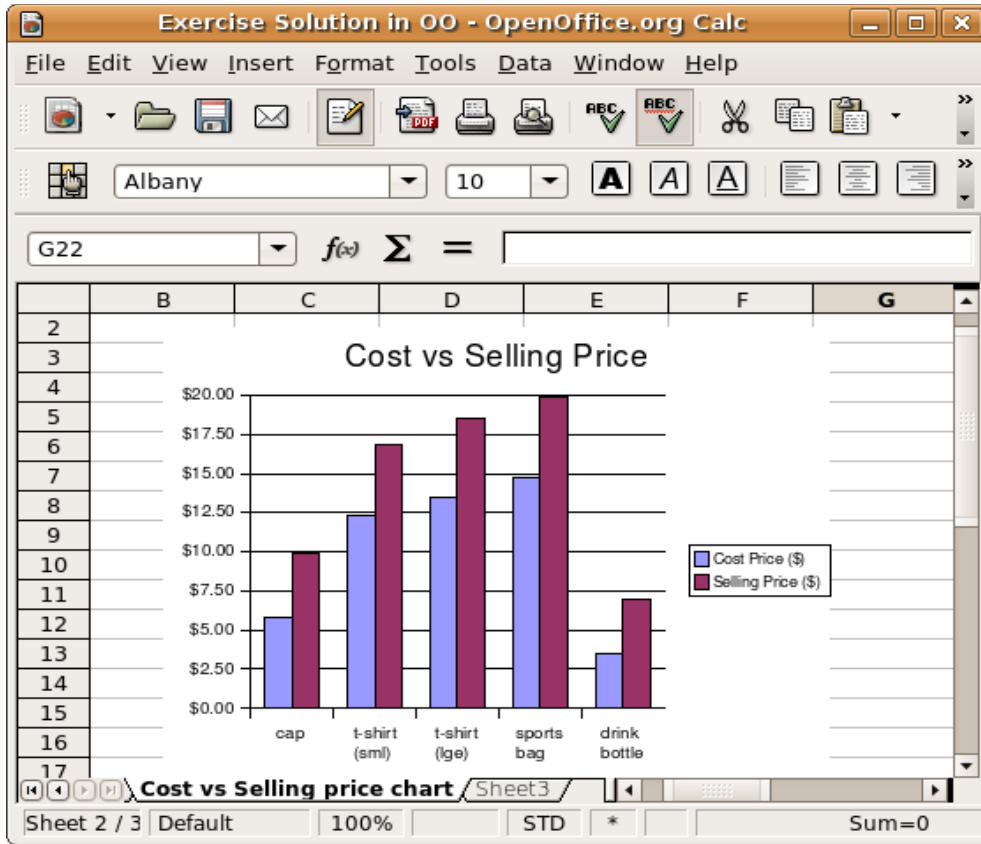 Exercise Solution in OO - OpenOffice.org Calc
File Edit View Insert Format Tools Data Window Help
PDF ABC ABC
Albany 10 A A A
G22 f(x) Σ =
B C D E F G
2
3
4
5
6
7
8
9
10
11
12
13
14
15
16
17
Cost vs Selling Price
$20.00
$17.50
$15.00
$12.50
$10.00
$7.50
$5.00
$2.50
$0.00
cap t-shirt (sml) t-shirt (lge) sports bag drink bottle
Cost Price ($)
Selling Price ($)
Cost vs Selling price chart Sheet3
Sheet 2 / 3 Default 100% STD * Sum=0